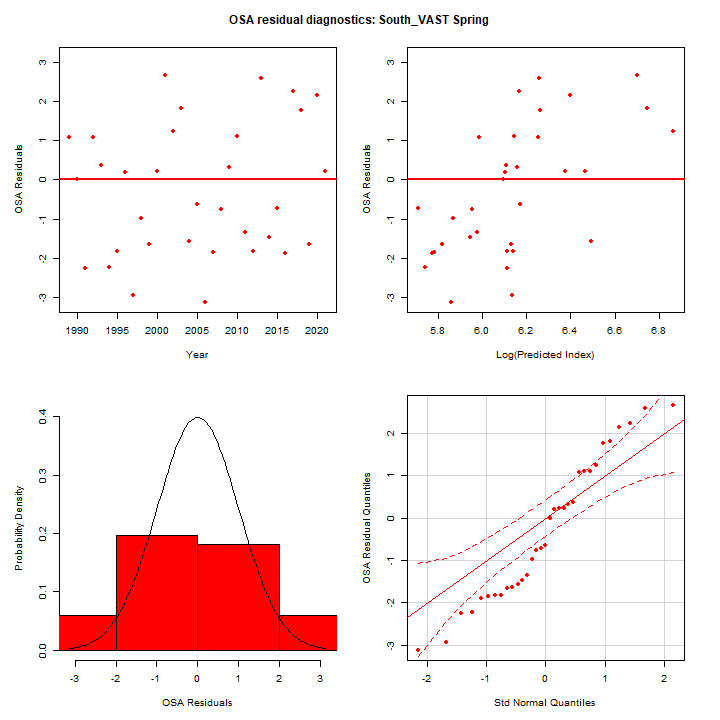 OSA residual diagnostics: South_VAST Spring
OSA Residuals
3
2
1
0
-1
-2
-3
1990 1995 2000 2005 2010 2015 2020
Year
OSA Residuals
3
2
1
0
-1
-2
-3
5.8 6.0 6.2 6.4 6.6 6.8
Log(Predicted Index)
Probability Density
0.4
0.3
0.2
0.1
0.0
-3 -2 -1 0 1 2 3
OSA Residuals
OSA Residual Quantiles
2
1
0
-1
-2
-3
-2 -1 0 1 2
Std Normal Quantiles